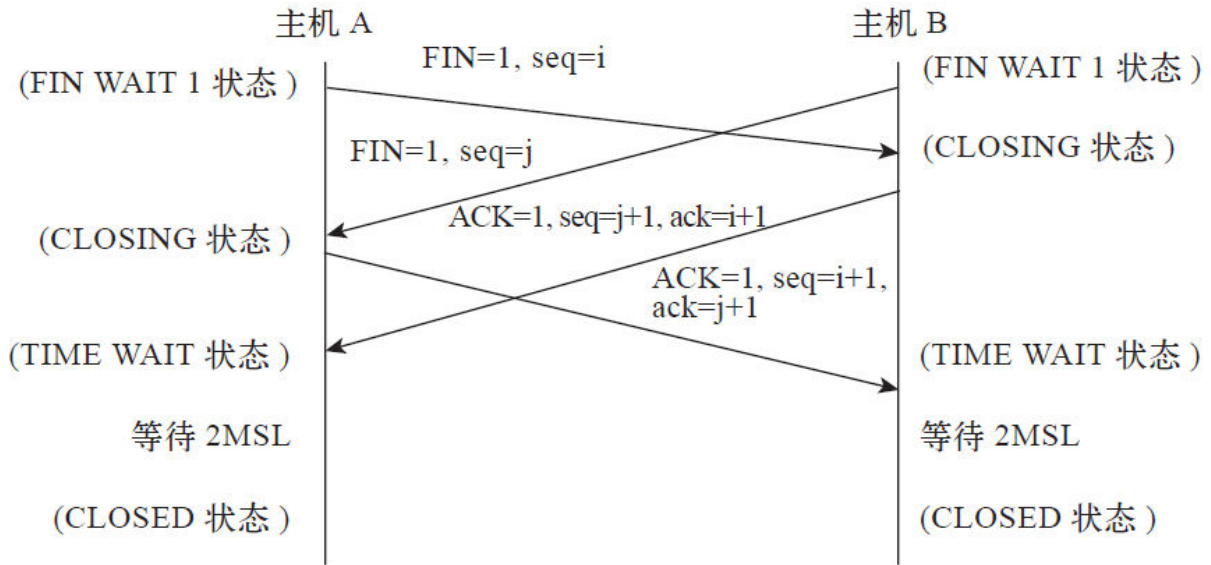 主机 A
主机 B
FIN=1, seq=i
(FIN WAIT 1 状态 )
(FIN WAIT 1 状态 )
FIN=1, seq=j
(CLOSING 状态 )
ACK=1, seq=j+1, ack=i+1
(CLOSING 状态 )
ACK=1, seq=i+1,
ack=j+1
(TIME WAIT 状态 )
(TIME WAIT 状态 )
等待 2MSL
等待 2MSL
(CLOSED 状态 )
(CLOSED 状态 )